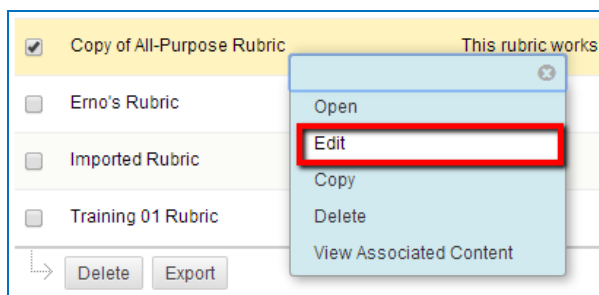 Copy of All-Purpose Rubric This rubric works
Erno's Rubric
Open
Edit
Imported Rubric
Copy
Training 01 Rubric
Delete
View Associated Content
Delete Export